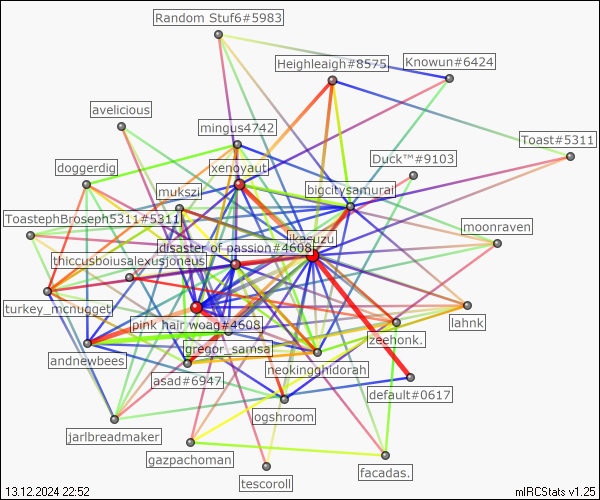 Random Stuf6#5983
Heighleaigh#8575
Knowun#6424
avelicious
mingus4742
Toast#5311
Duck™#9103
xenoyaut
doggerdig
mukszi
bigcitysamurai
ToastephBroseph5311#5311
moonraven
ikasuzu
disaster of passion#4608
thiccusboiusalexusjoneus
turkey_mcnugget
lahnk
pink hair woag#4608
zeehonk.
gregor_samsa
andnewbees
neokingghidorah
asad#6947
default#0617
ogshroom
jarlbreadmaker
gazpachoman
facadas.
tescoroll
13.12.2024 22:52
mIRCStats v1.25